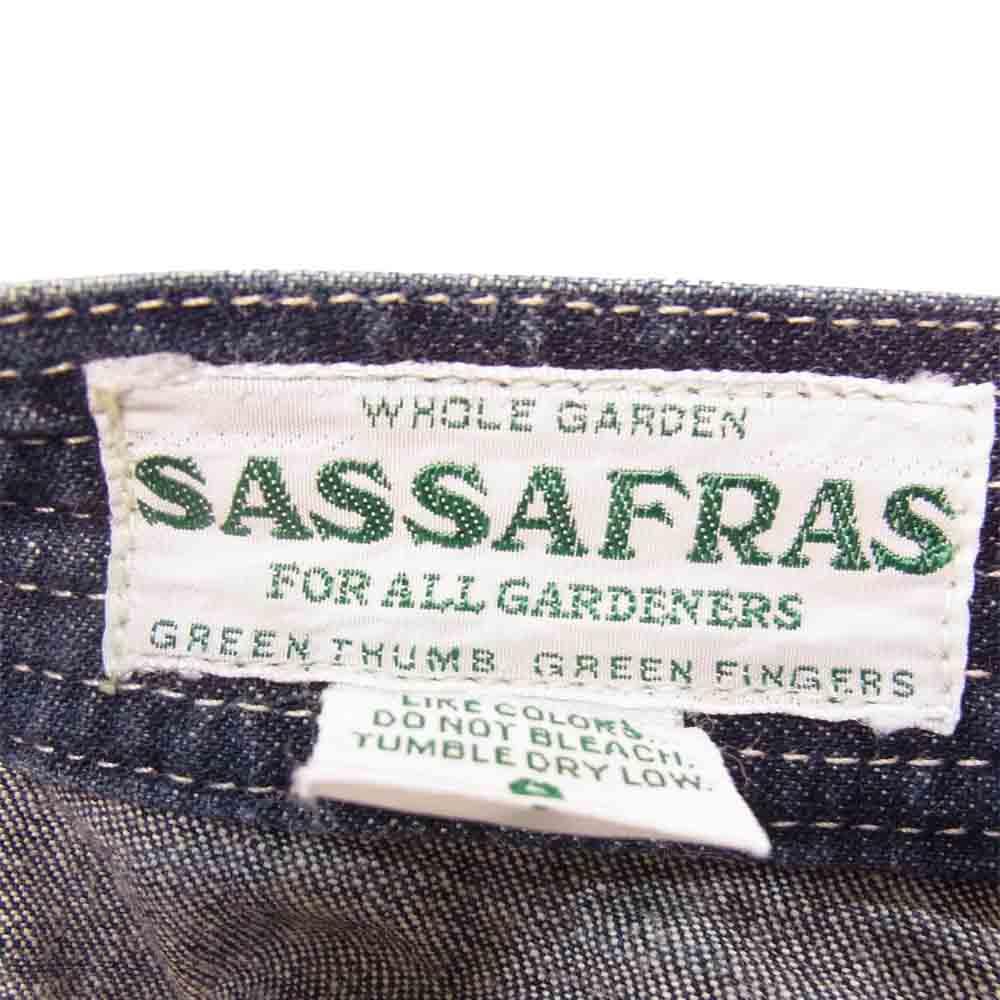 WHOLE GARDEN
SASSAFRAS
FOR ALL GARDENERS
GREEN THUMB GREEN FINGERS
LIKE COLORS.
DO NOT BLEACH.
TUMBLE DRY LOW.